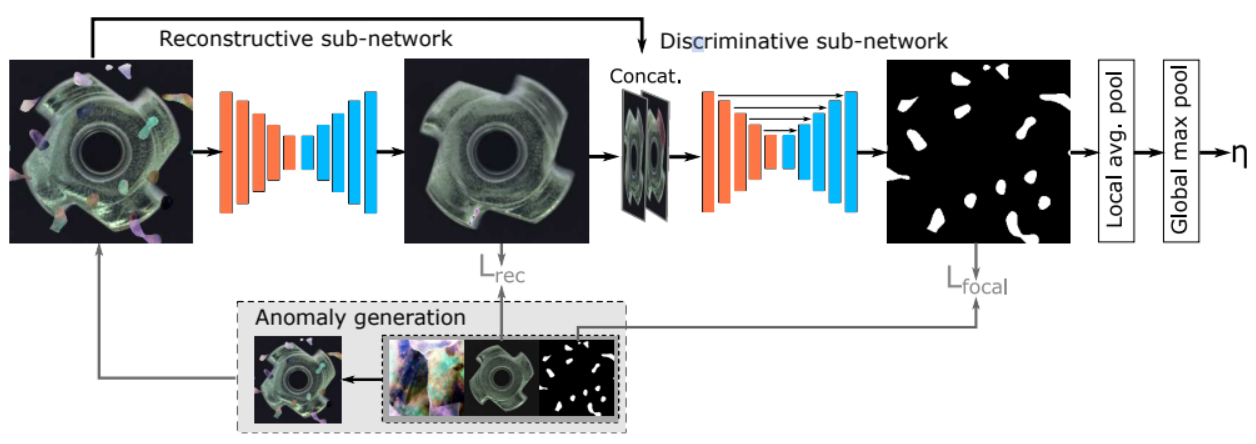 Reconstructive sub-network
Discriminative sub-network
Concat.
Local avg. pool
Global max pool
η
Lrec
Lfocal
Anomaly generation